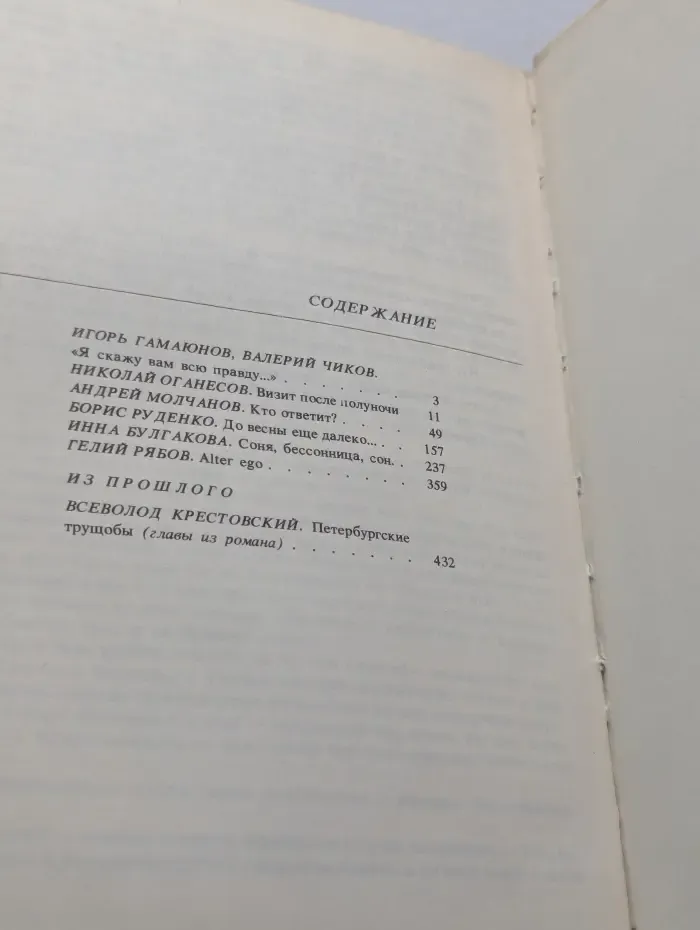 СОДЕРЖАНИЕ
ИГОРЬ ГАМАЮНОВ, ВАЛЕРИЙ ЧИКОВ.
«Я скажу вам всю правду...» . . . . . . . 3
НИКОЛАЙ ОГАНЕСОВ. Визит после полуночи 11
АНДРЕЙ МОЛЧАНОВ. Кто ответит? . . . . 49
БОРИС РУДЕНКО. До весны еще далеко... . . 157
ИННА БУЛГАКОВА. Соня, бессонница, сон. . 237
ГЕЛИЙ РЯБОВ. Alter ego . . . . . . . . 359
ИЗ ПРОШЛОГО
ВСЕВОЛОД КРЕСТОВСКИЙ. Петербургские
трущобы (главы из романа) . . . . . . . 432